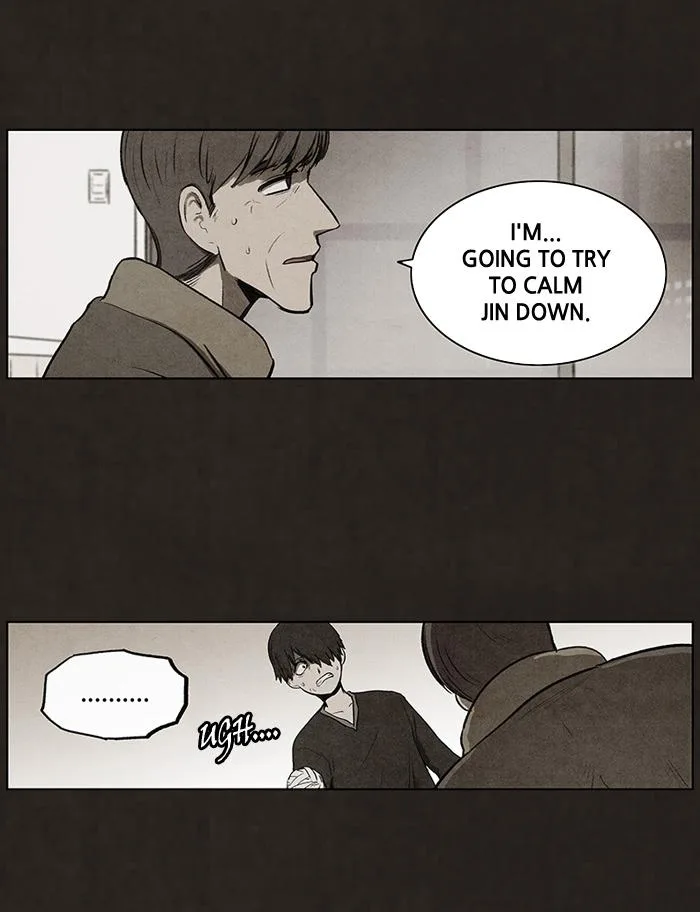 I'M...
GOING TO TRY
TO CALM
JIN DOWN.
..........
UGH....